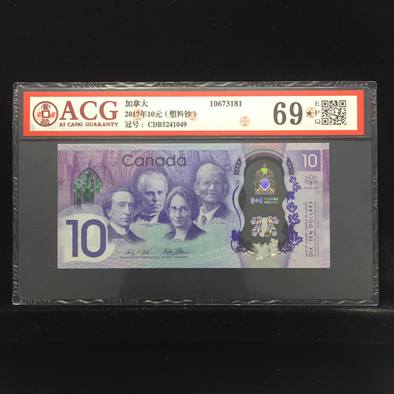 ACG
AI CANG GUARANTY
加拿大
10673181
2017年10元（塑料钞）
冠号：CDB5241049
69
EPQ
Canada
10
10
DIX · TEN DOLLARS